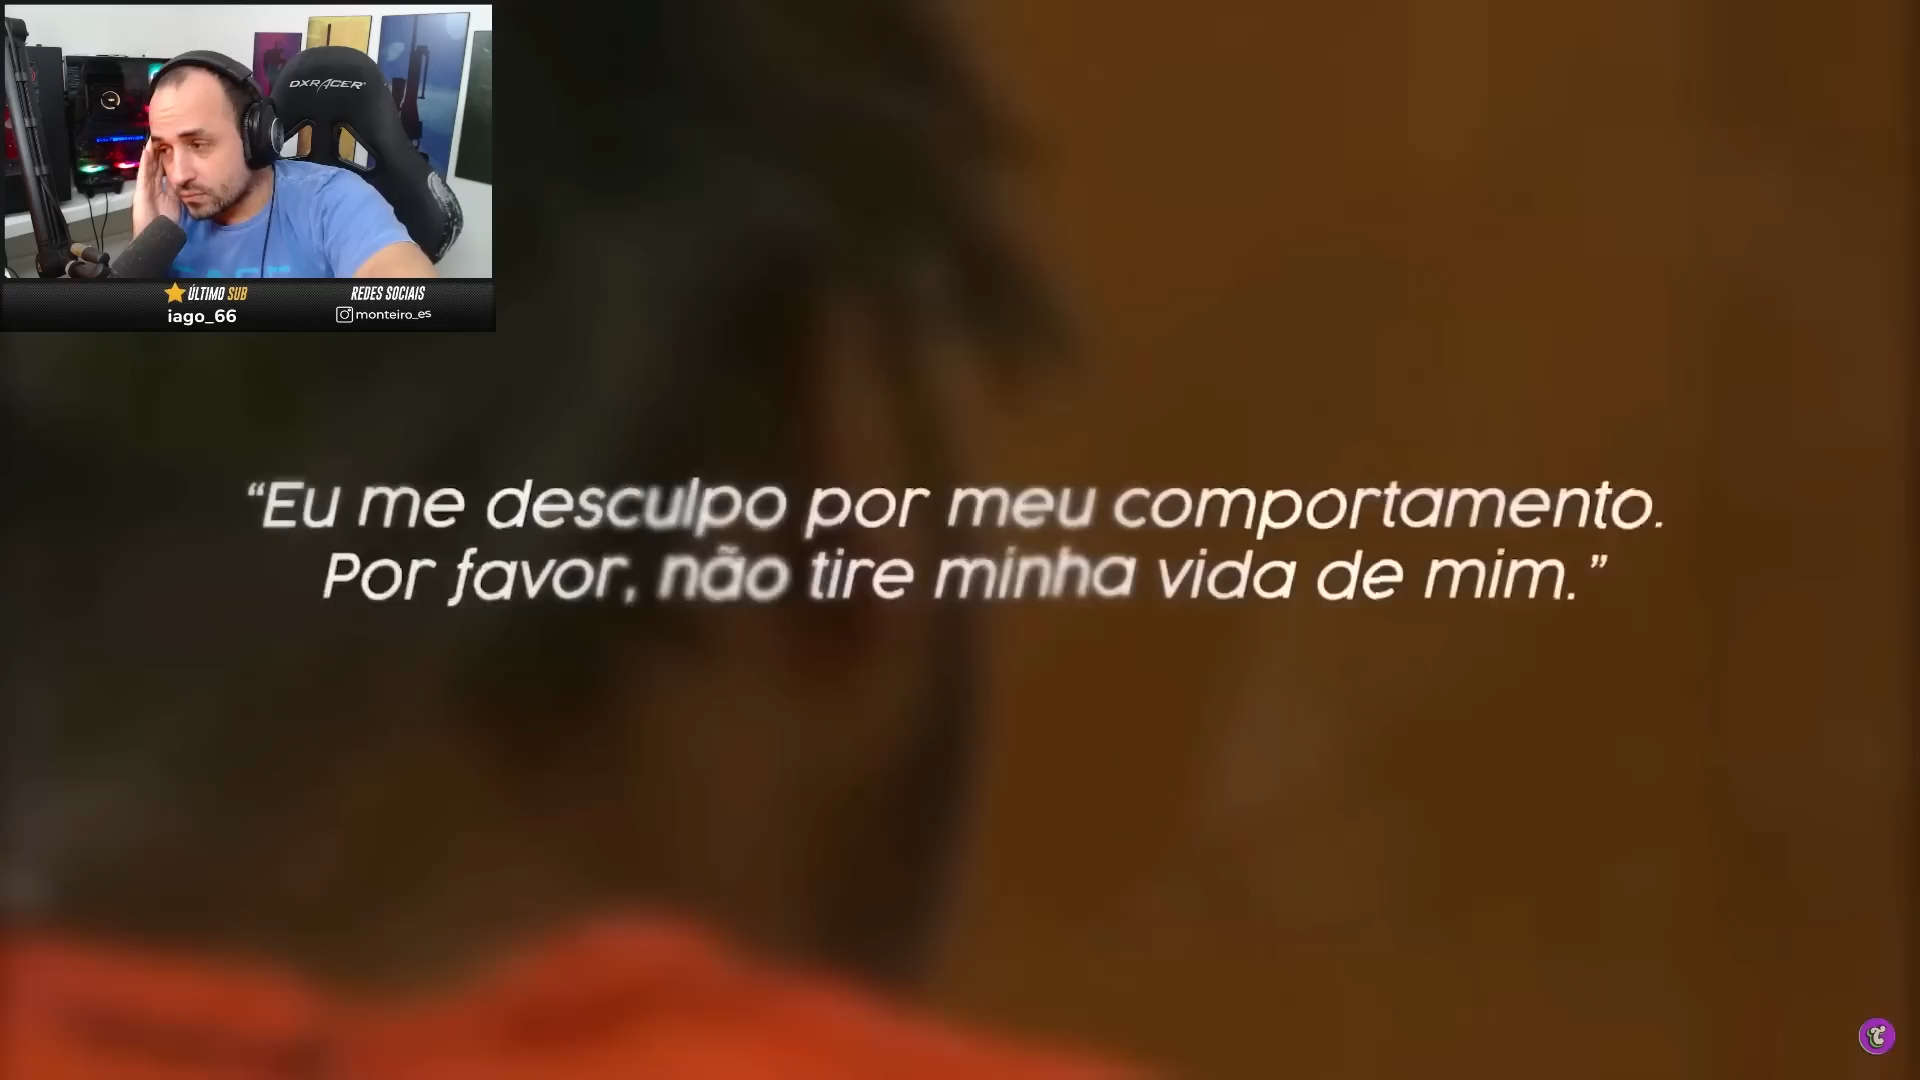 DXRACER
ÚLTIMO SUB
REDES SOCIAIS
iago_66
monteiro_es
“Eu me desculpo por meu comportamento.
Por favor, não tire minha vida de mim.”